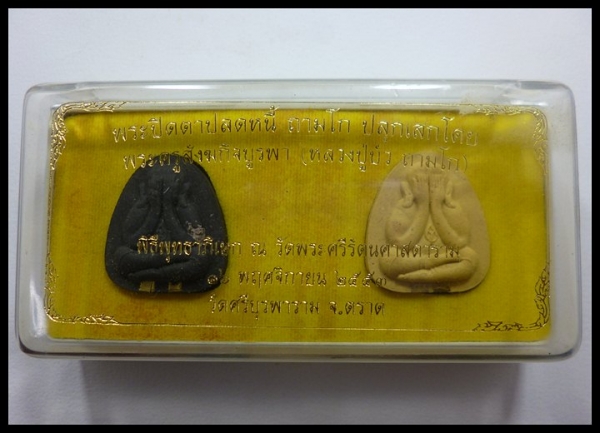 พระปิดตาปลดหนี้ ถามโก ปลุกเสกโดย
พระครูสังฆกิจบูรพา (หลวงปู่บัว ถามโก)
พิธีพุทธาภิเษก ณ วัดพระศรีรัตนศาสดาราม
พฤศจิกายน ๒๕๕๓
วัดศรีบูรพาราม จ.ตราด